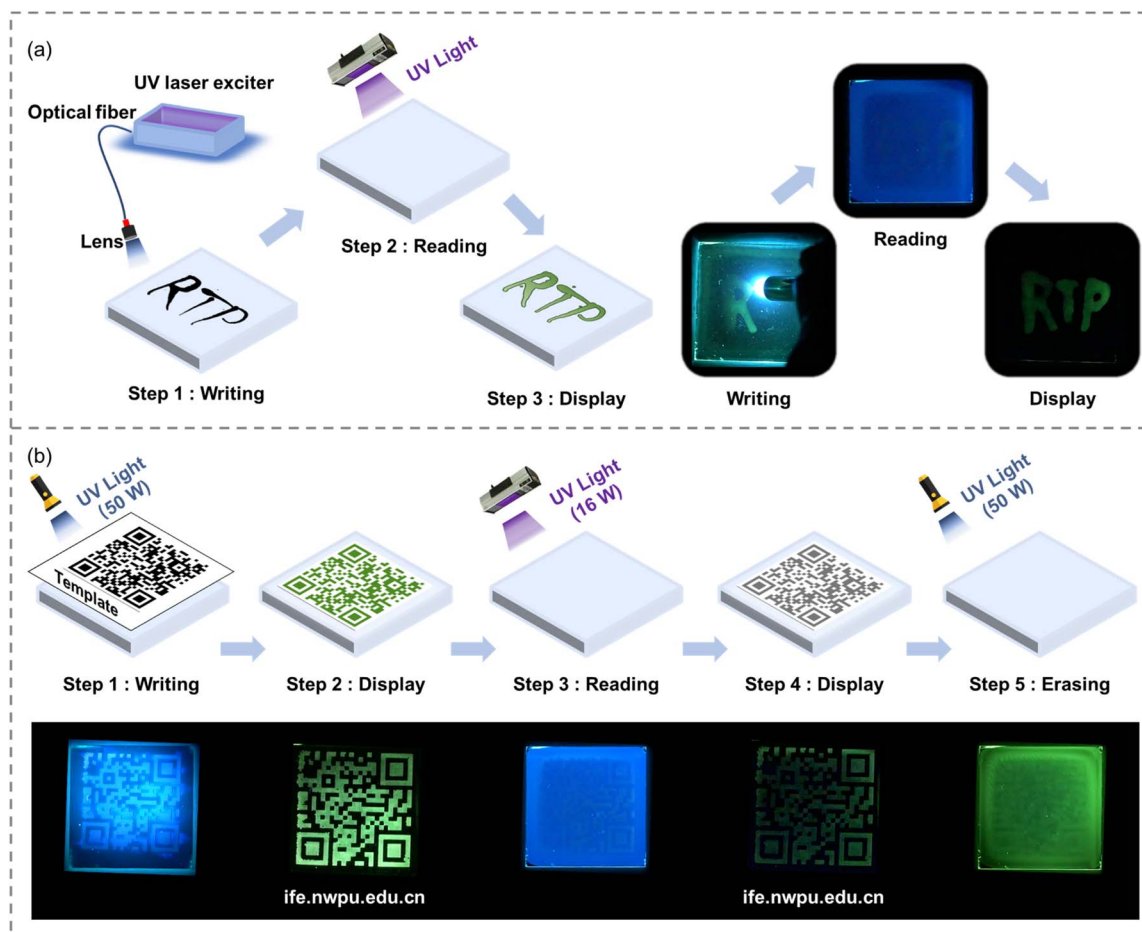 (a)
UV laser exciter
Optical fiber
Lens
UV Light
RTP
Step 1 : Writing
Step 2 : Reading
RTP
Step 3 : Display
R
Writing
Reading
RTP
Display
(b)
UV Light
(50 W)
Template
Step 1 : Writing
Step 2 : Display
UV Light
(16 W)
Step 3 : Reading
Step 4 : Display
UV Light
(50 W)
Step 5 : Erasing
ife.nwpu.edu.cn
ife.nwpu.edu.cn